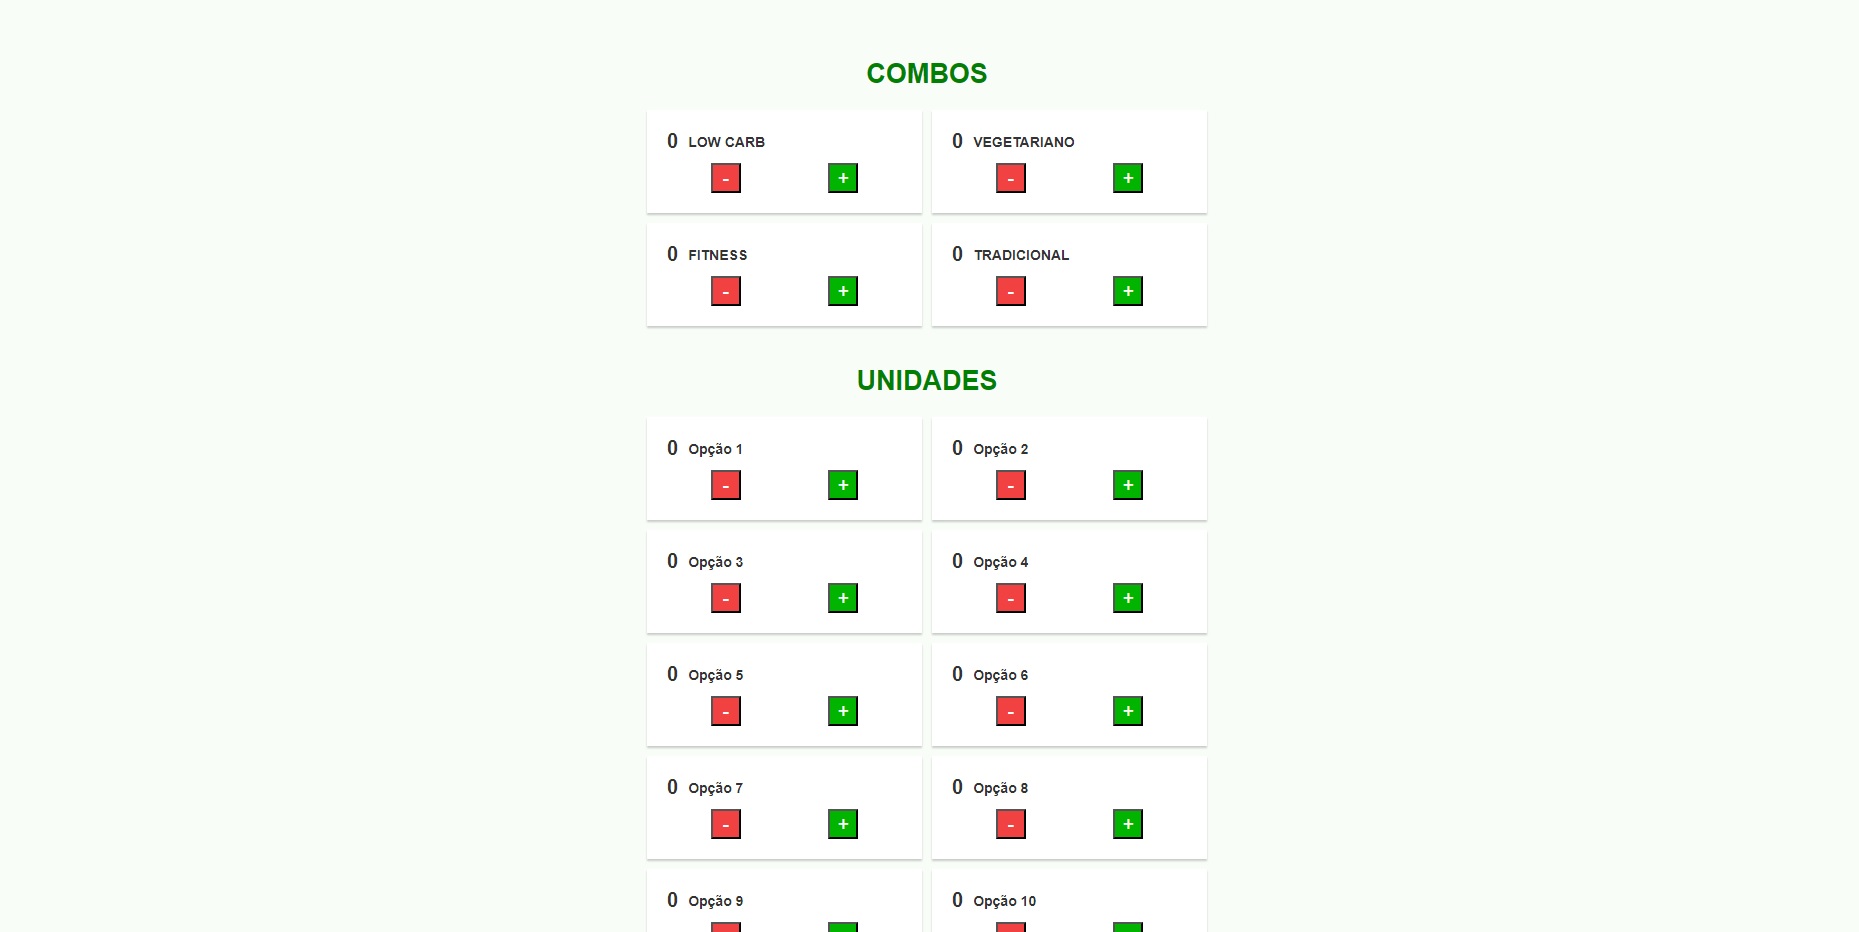 COMBOS
0 LOW CARB
- +
0 VEGETARIANO
- +
0 FITNESS
- +
0 TRADICIONAL
- +
UNIDADES
0 Opção 1
- +
0 Opção 2
- +
0 Opção 3
- +
0 Opção 4
- +
0 Opção 5
- +
0 Opção 6
- +
0 Opção 7
- +
0 Opção 8
- +
0 Opção 9
0 Opção 10